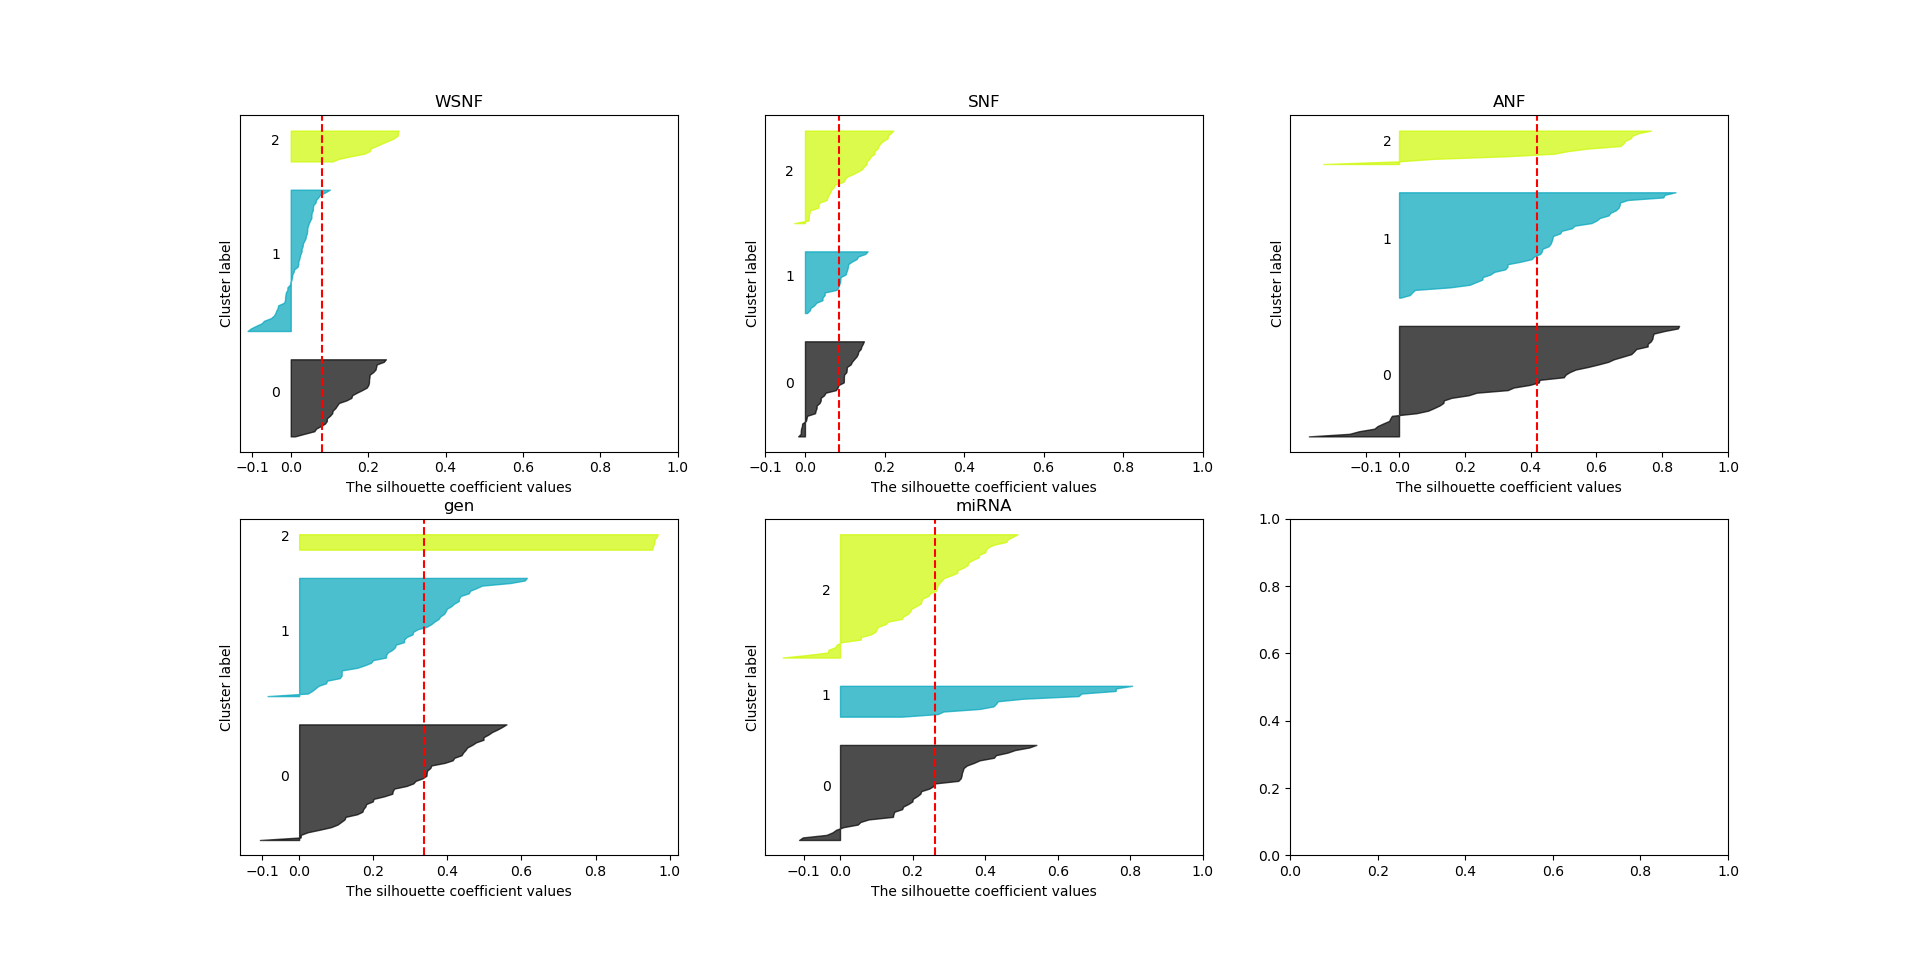 WSNF
2
1
0
Cluster label
−0.1 0.0 0.2 0.4 0.6 0.8 1.0
The silhouette coefficient values
SNF
2
1
0
Cluster label
−0.1 0.0 0.2 0.4 0.6 0.8 1.0
The silhouette coefficient values
ANF
2
1
0
Cluster label
−0.1 0.0 0.2 0.4 0.6 0.8 1.0
The silhouette coefficient values
gen
2
1
0
Cluster label
−0.1 0.0 0.2 0.4 0.6 0.8 1.0
The silhouette coefficient values
miRNA
2
1
0
Cluster label
−0.1 0.0 0.2 0.4 0.6 0.8 1.0
The silhouette coefficient values
1.0
0.8
0.6
0.4
0.2
0.0
0.0 0.2 0.4 0.6 0.8 1.0